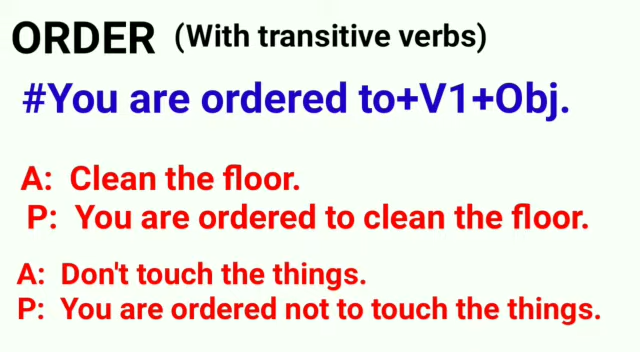 ORDER (With transitive verbs)
#You are ordered to+V1+Obj.
A: Clean the floor.
P: You are ordered to clean the floor.
A: Don't touch the things.
P: You are ordered not to touch the things.